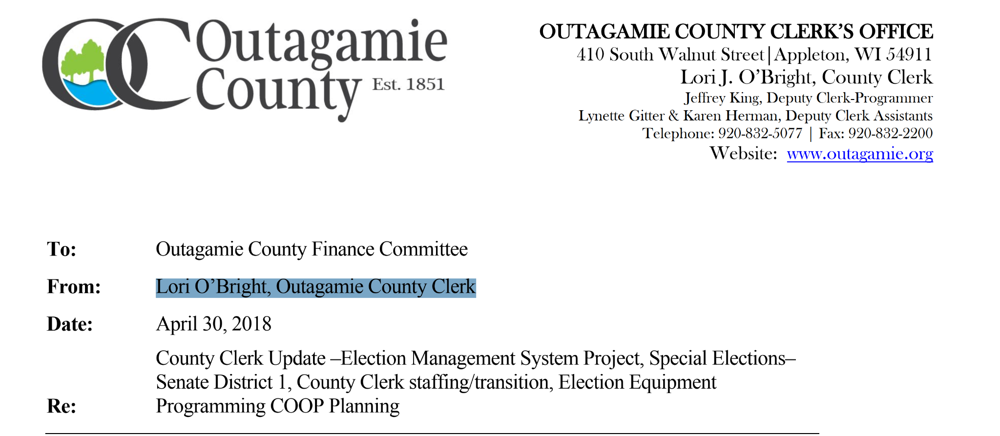 Outagamie
County Est. 1851
OUTAGAMIE COUNTY CLERK’S OFFICE
410 South Walnut Street|Appleton, WI 54911
Lori J. O’Bright, County Clerk
Jeffrey King, Deputy Clerk-Programmer
Lynette Gitter & Karen Herman, Deputy Clerk Assistants
Telephone: 920-832-5077 | Fax: 920-832-2200
Website: www.outagamie.org
To: Outagamie County Finance Committee
From: Lori O’Bright, Outagamie County Clerk
Date: April 30, 2018
County Clerk Update –Election Management System Project, Special Elections–
Senate District 1, County Clerk staffing/transition, Election Equipment
Re: Programming COOP Planning